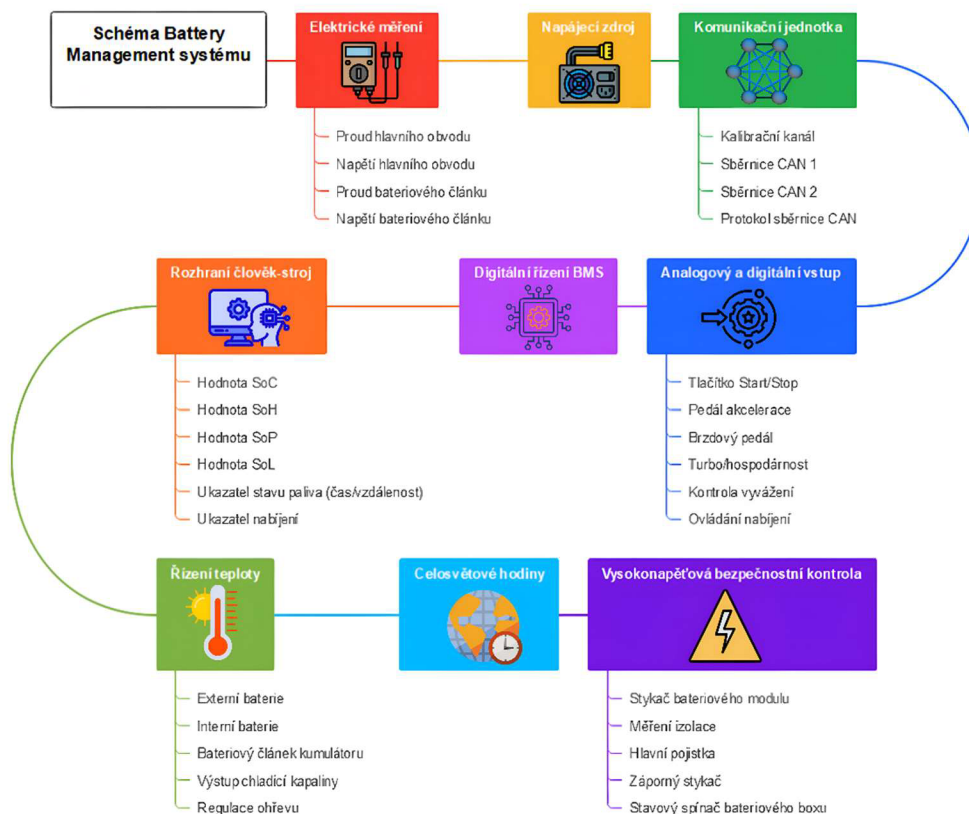 Schéma Battery
Management systému
Elektrické měření
Proud hlavního obvodu
Napětí hlavního obvodu
Proud bateriového článku
Napětí bateriového článku
Napájecí zdroj
Komunikační jednotka
Kalibrační kanál
Sběrnice CAN 1
Sběrnice CAN 2
Protokol sběrnice CAN
Analogový a digitální vstup
Tlačítko Start/Stop
Pedál akcelerace
Brzdový pedál
Turbo/hospodárnost
Kontrola vyvážení
Ovládání nabíjení
Digitální řízení BMS
Rozhraní člověk-stroj
Hodnota SoC
Hodnota SoH
Hodnota SoP
Hodnota SoL
Ukazatel stavu paliva (čas/vzdálenost)
Ukazatel nabíjení
Řízení teploty
Externí baterie
Interní baterie
Bateriový článek kumulátoru
Výstup chladící kapaliny
Regulace ohřevu
Celosvětové hodiny
Vysokonapěťová bezpečnostní kontrola
Stykač bateriového modulu
Měření izolace
Hlavní pojistka
Záporný stykač
Stavový spínač bateriového boxu